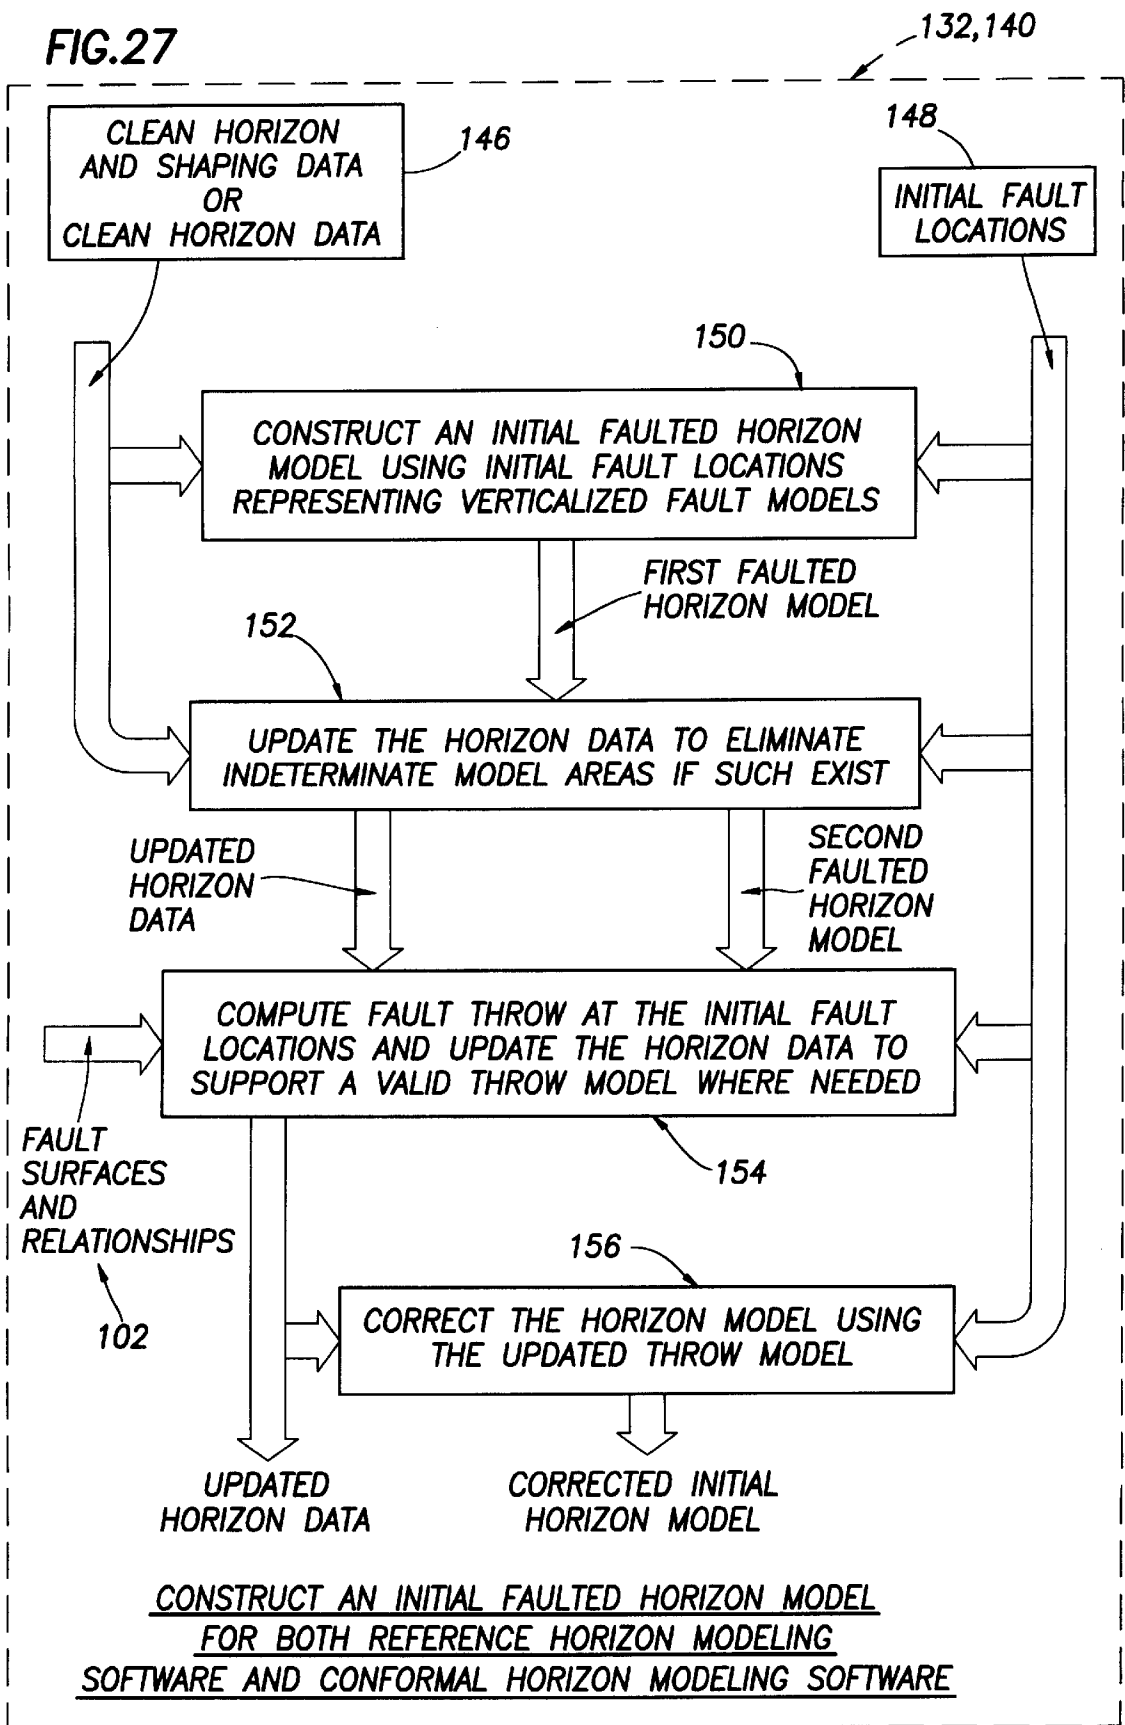 FIG.27
132,140
CLEAN HORIZON
AND SHAPING DATA
OR
CLEAN HORIZON DATA
146
148
INITIAL FAULT
LOCATIONS
150
CONSTRUCT AN INITIAL FAULTED HORIZON
MODEL USING INITIAL FAULT LOCATIONS
REPRESENTING VERTICALIZED FAULT MODELS
FIRST FAULTED
HORIZON MODEL
152
UPDATE THE HORIZON DATA TO ELIMINATE
INDETERMINATE MODEL AREAS IF SUCH EXIST
UPDATED
HORIZON
DATA
SECOND
FAULTED
HORIZON
MODEL
COMPUTE FAULT THROW AT THE INITIAL FAULT
LOCATIONS AND UPDATE THE HORIZON DATA TO
SUPPORT A VALID THROW MODEL WHERE NEEDED
FAULT
SURFACES
AND
RELATIONSHIPS
102
154
156
CORRECT THE HORIZON MODEL USING
THE UPDATED THROW MODEL
UPDATED
HORIZON DATA
CORRECTED INITIAL
HORIZON MODEL
CONSTRUCT AN INITIAL FAULTED HORIZON MODEL
FOR BOTH REFERENCE HORIZON MODELING
SOFTWARE AND CONFORMAL HORIZON MODELING SOFTWARE